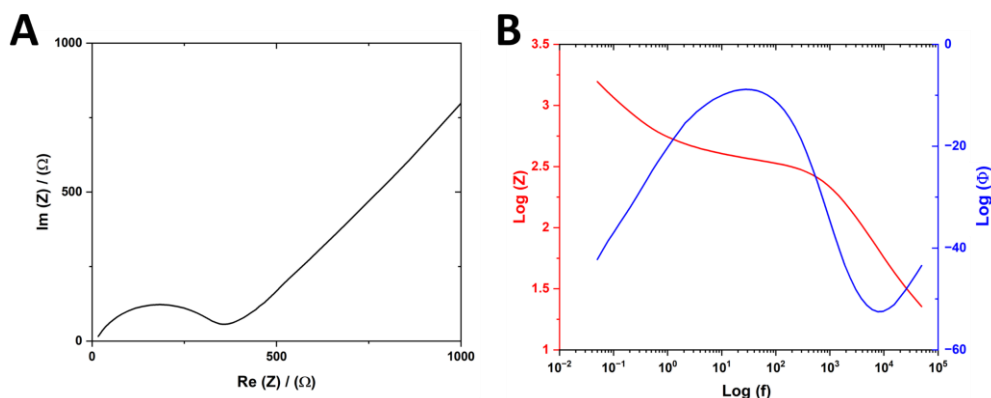 A
1000
500
0
Im (Z) / (Ω)
0
500
1000
Re (Z) / (Ω)
B
3.5
3
2.5
2
1.5
1
Log (Z)
0
−20
−40
−60
Log (Φ)
10⁻² 10⁻¹ 10⁰ 10¹ 10² 10³ 10⁴ 10⁵
Log (f)